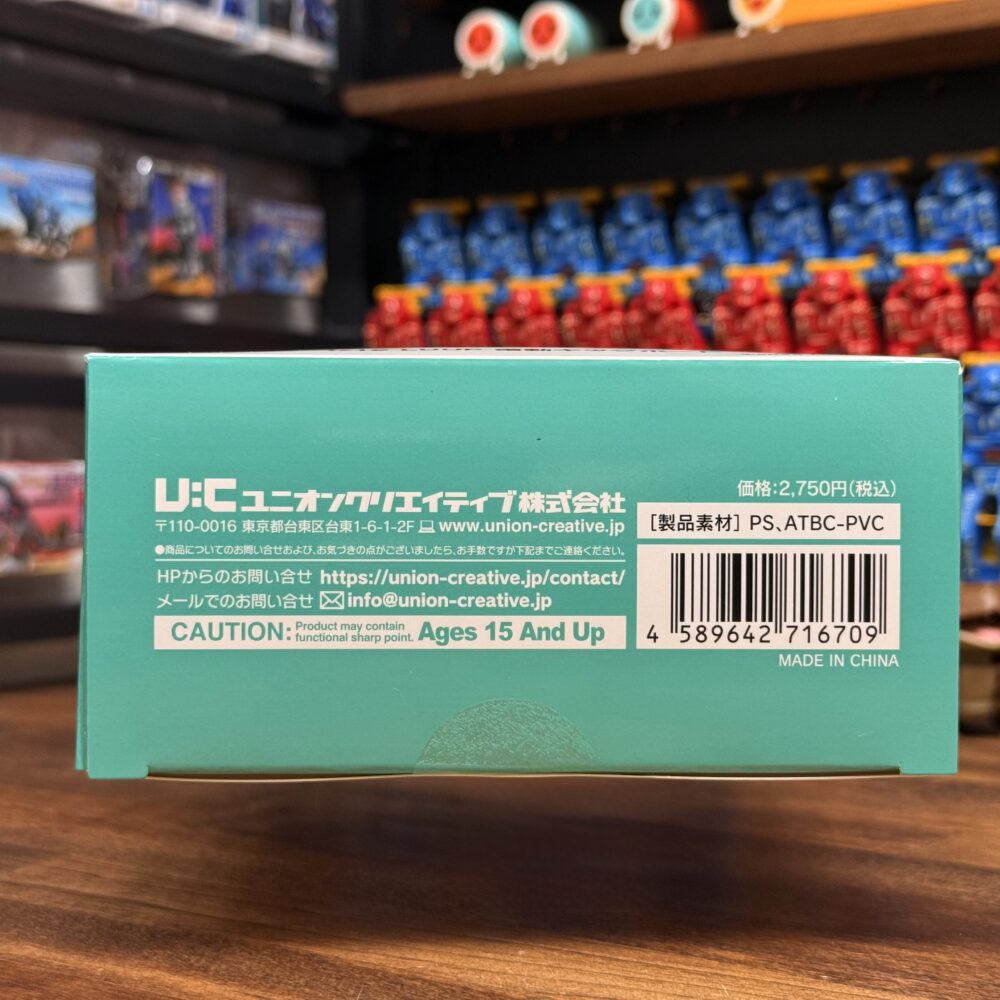 U:C ユニオンクリエイティブ株式会社
〒110-0016 東京都台東区台東1-6-1-2F www.union-creative.jp
●商品についてのお問い合せおよび、お気づきの点がございましたら、お手数ですが下記までご連絡ください。
HPからのお問い合せ https://union-creative.jp/contact/
メールでのお問い合せ info@union-creative.jp
CAUTION: Product may contain functional sharp point. Ages 15 And Up
価格:2,750円(税込)
[製品素材] PS、ATBC-PVC
4 589642 716709
MADE IN CHINA